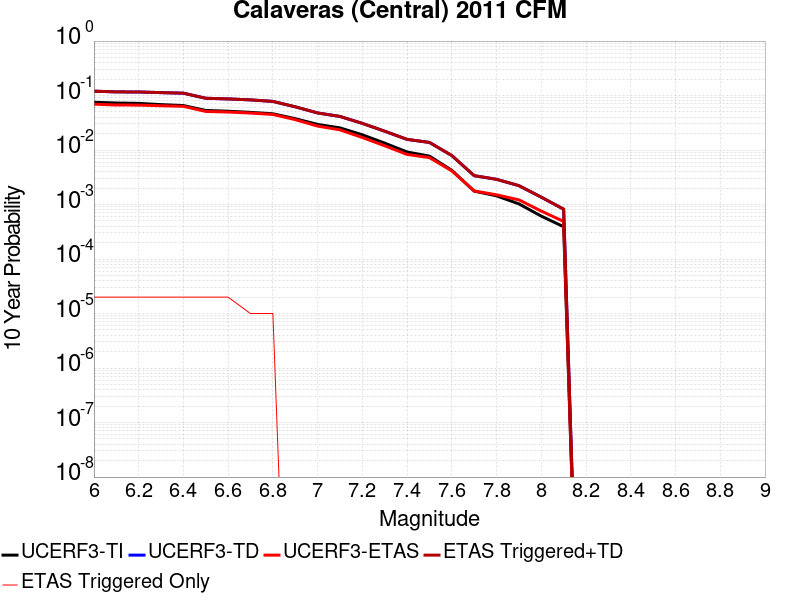 Calaveras (Central) 2011 CFM
10 Year Probability
10^0
10^-1
10^-2
10^-3
10^-4
10^-5
10^-6
10^-7
10^-8
6 6.2 6.4 6.6 6.8 7 7.2 7.4 7.6 7.8 8 8.2 8.4 8.6 8.8 9
Magnitude
UCERF3-TI UCERF3-TD UCERF3-ETAS ETAS Triggered+TD
ETAS Triggered Only